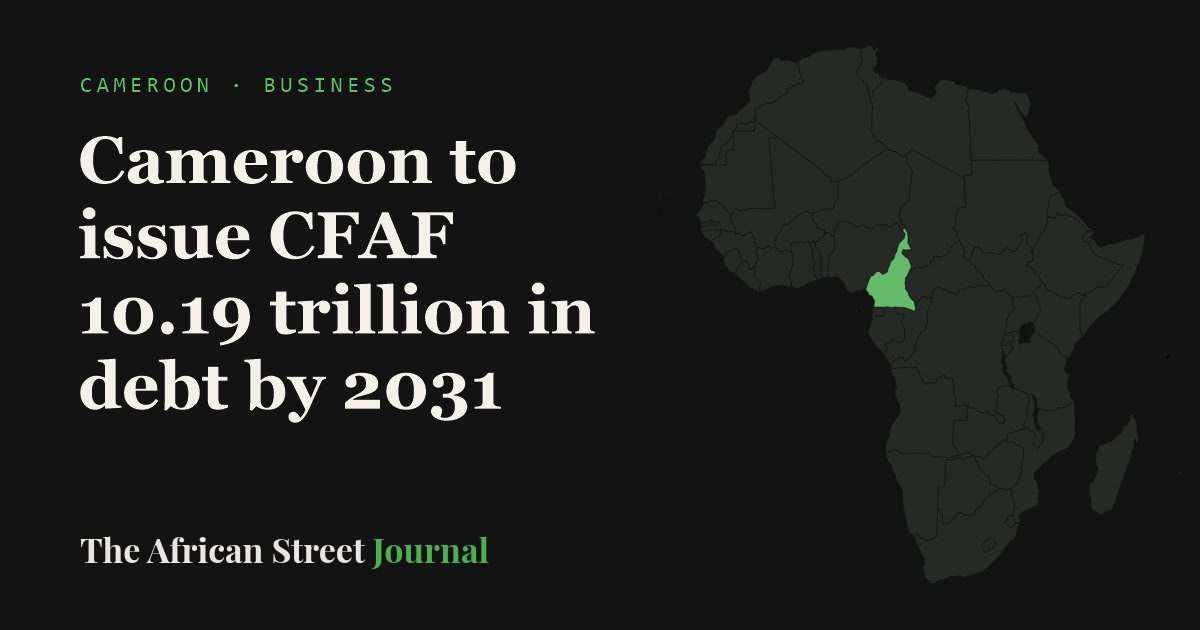 CAMEROON · BUSINESS
Cameroon to
issue CFAF
10.19 trillion in
debt by 2031
The African Street Journal